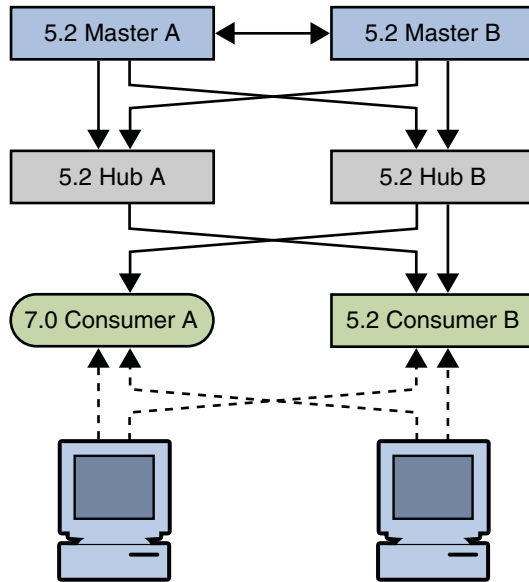 5.2 Master A
5.2 Master B
5.2 Hub A
5.2 Hub B
7.0 Consumer A
5.2 Consumer B